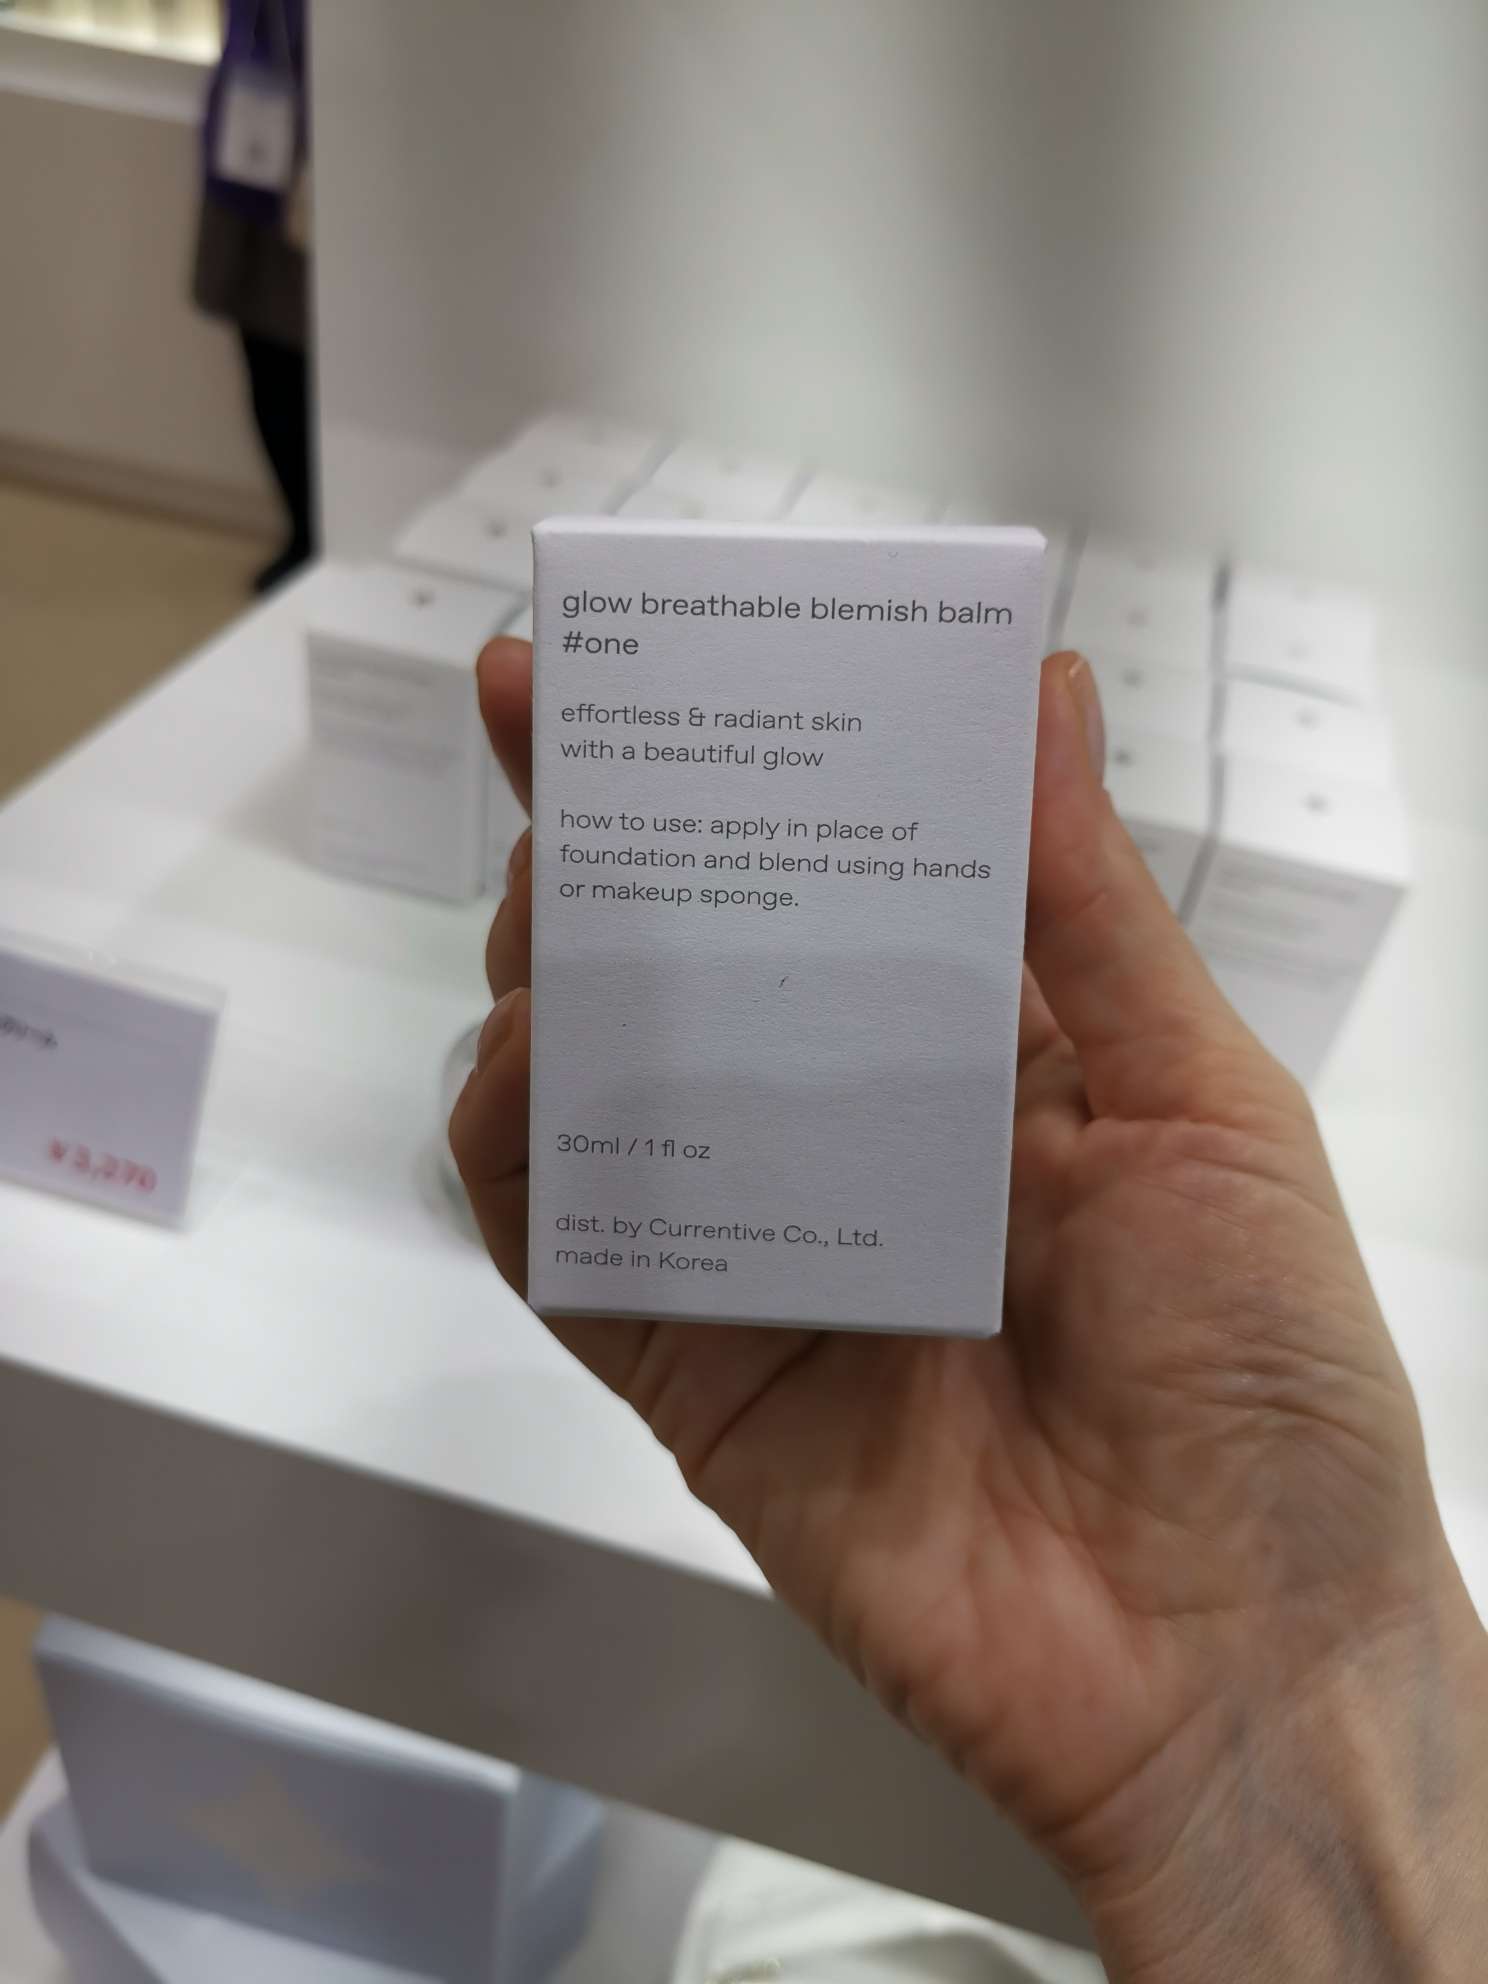 glow breathable blemish balm
#one
effortless & radiant skin
with a beautiful glow
how to use: apply in place of
foundation and blend using hands
or makeup sponge.
30ml / 1 fl oz
dist. by Currentive Co., Ltd.
made in Korea